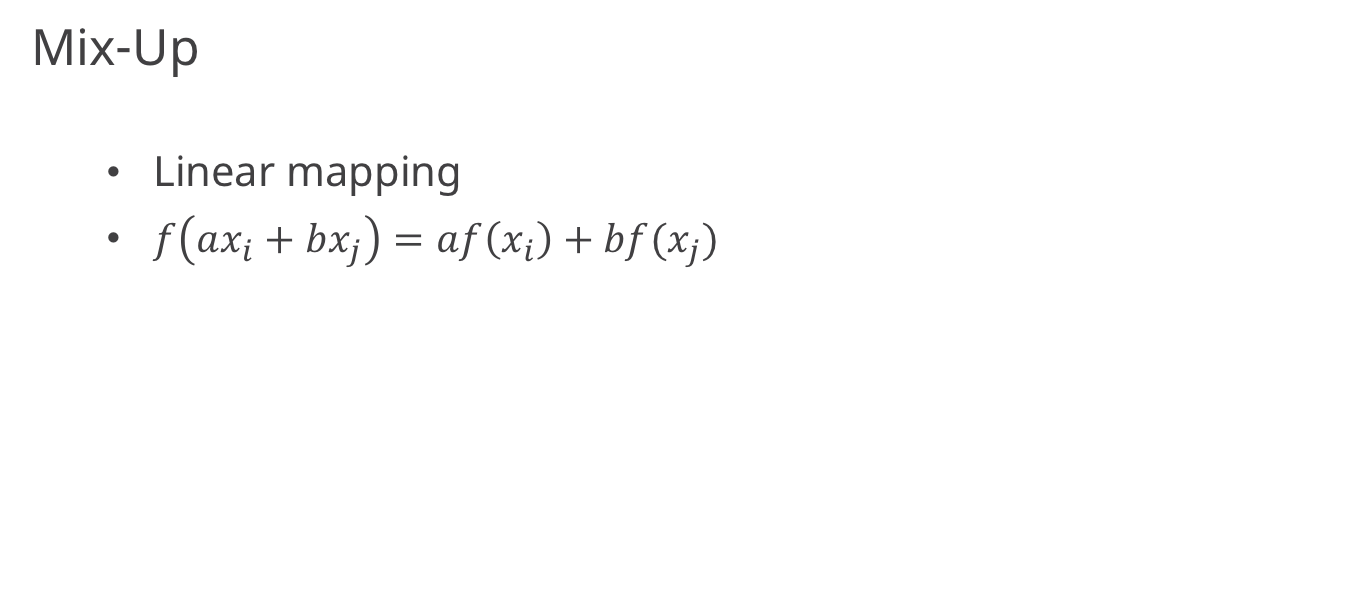 Mix-Up
• Linear mapping
• f(ax_i + bx_j) = af(x_i) + bf(x_j)